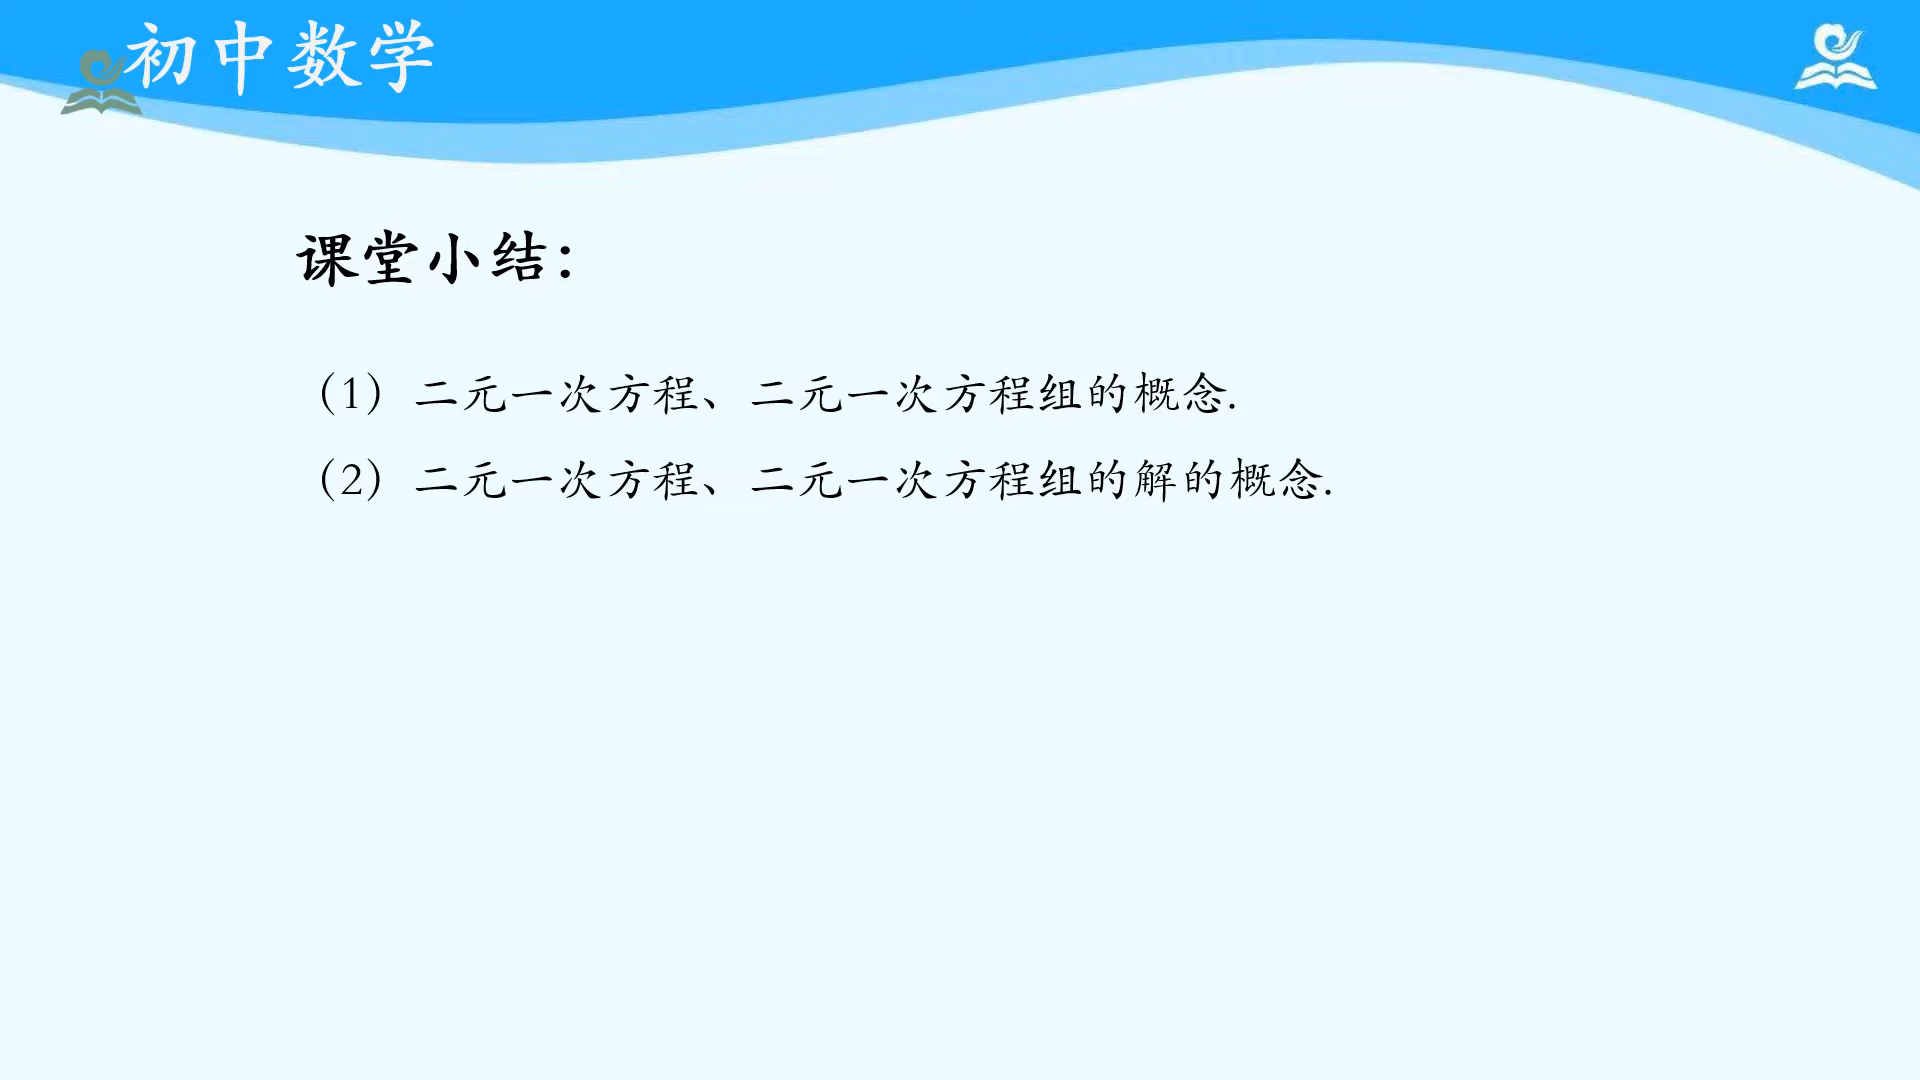 初中数学
课堂小结：
（1）二元一次方程、二元一次方程组的概念.
（2）二元一次方程、二元一次方程组的解的概念.